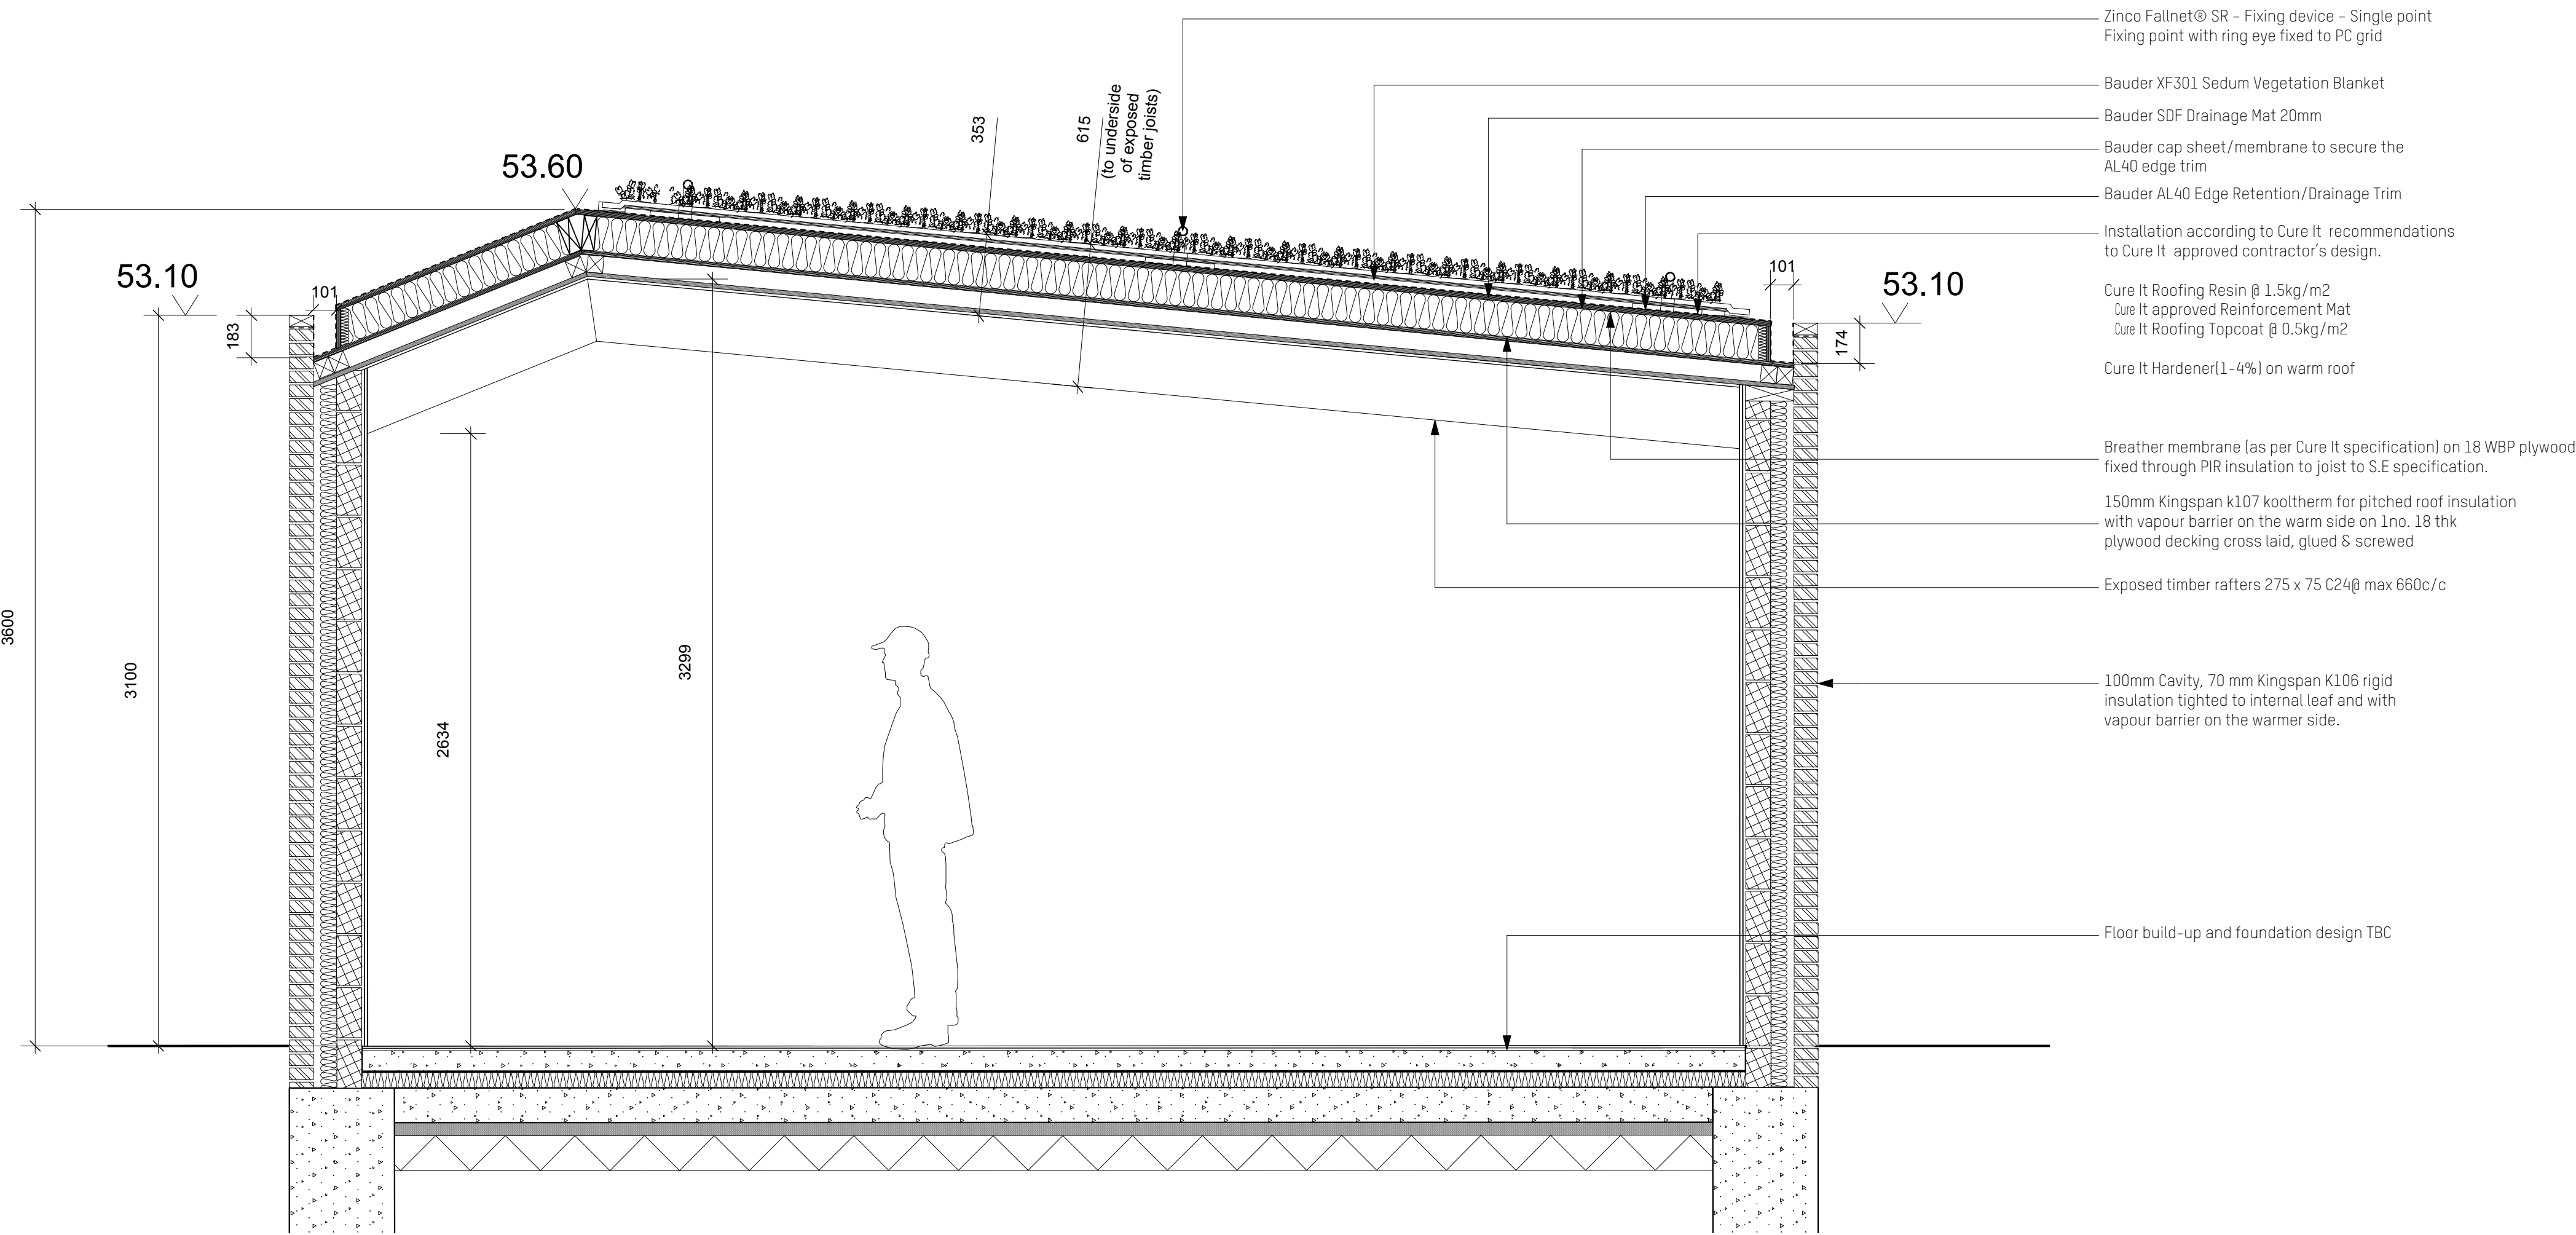 Zinco Fallnet® SR - Fixing device - Single point
Fixing point with ring eye fixed to PC grid
Bauder XF301 Sedum Vegetation Blanket
Bauder SDF Drainage Mat 20mm
Bauder cap sheet/membrane to secure the
AL40 edge trim
Bauder AL40 Edge Retention/Drainage Trim
Installation according to Cure It recommendations
to Cure It approved contractor's design.
Cure It Roofing Resin @ 1.5kg/m2
Cure It approved Reinforcement Mat
Cure It Roofing Topcoat @ 0.5kg/m2
Cure It Hardener(1-4%) on warm roof
Breather membrane (as per Cure It specification) on 18 WBP plywood
fixed through PIR insulation to joist to S.E specification.
150mm Kingspan k107 kooltherm for pitched roof insulation
with vapour barrier on the warm side on 1no. 18 thk
plywood decking cross laid, glued & screwed
Exposed timber rafters 275 x 75 C24@ max 660c/c
100mm Cavity, 70 mm Kingspan K106 rigid
insulation tighted to internal leaf and with
vapour barrier on the warmer side.
Floor build-up and foundation design TBC
353
615
(to underside
of exposed
timber joists)
53.60
53.10
101
183
101
53.10
174
3600
3100
2634
3299